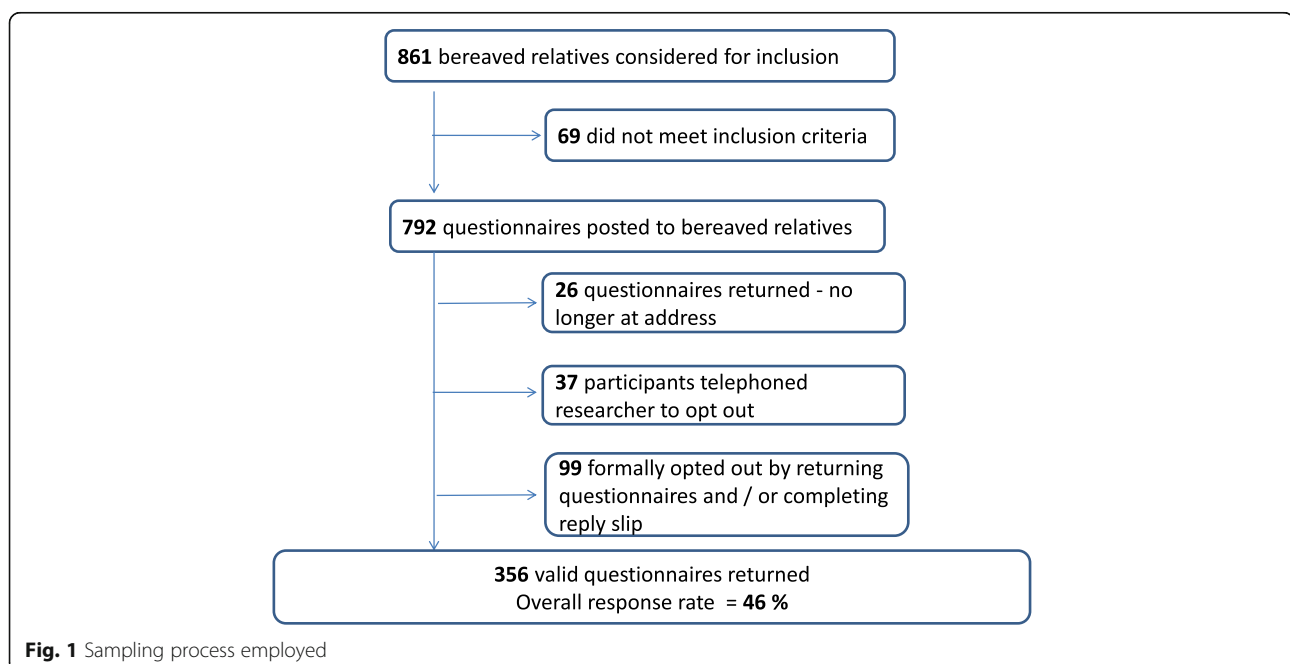 861 bereaved relatives considered for inclusion
69 did not meet inclusion criteria
792 questionnaires posted to bereaved relatives
26 questionnaires returned - no
longer at address
37 participants telephoned
researcher to opt out
99 formally opted out by returning
questionnaires and / or completing
reply slip
356 valid questionnaires returned
Overall response rate = 46 %
Fig. 1 Sampling process employed